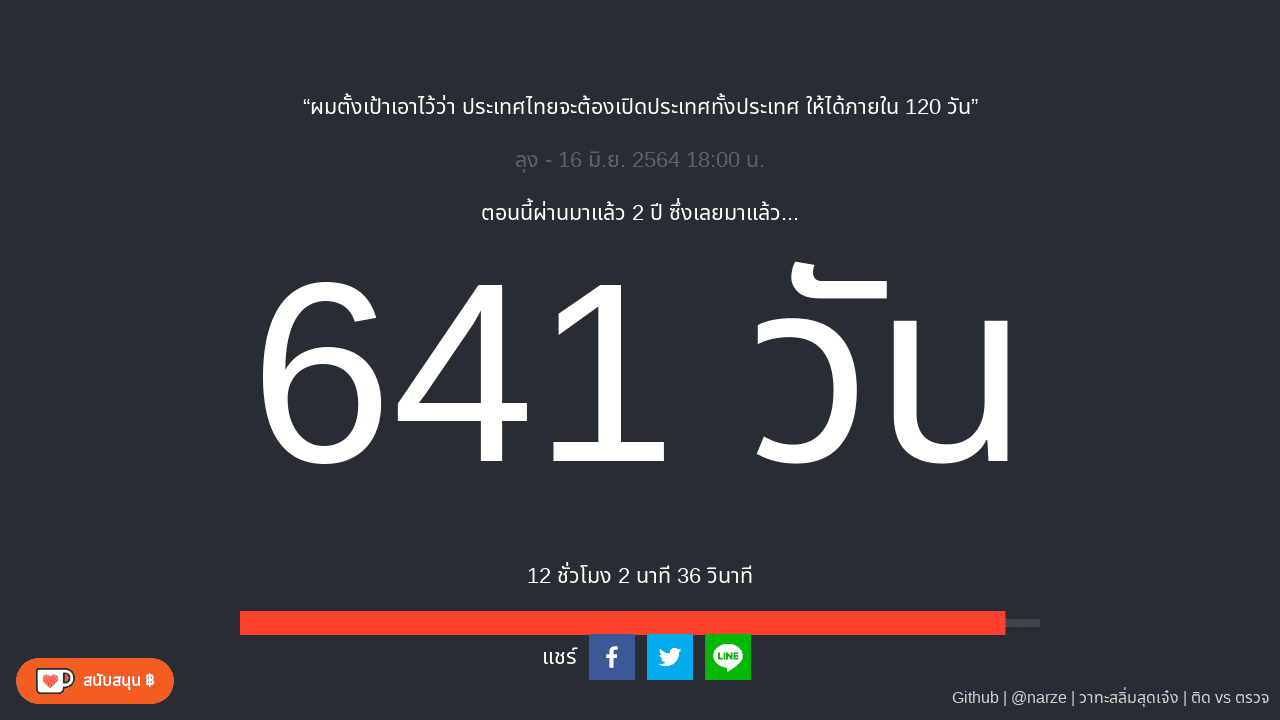 “ผมตั้งเป้าเอาไว้ว่า ประเทศไทยจะต้องเปิดประเทศทั้งประเทศ ให้ได้ภายใน 120 วัน”
ลุง - 16 มิ.ย. 2564 18:00 น.
ตอนนี้ผ่านมาแล้ว 2 ปี ซึ่งเลยมาแล้ว...
641 วัน
12 ชั่วโมง 2 นาที 36 วินาที
แชร์
LINE
สนับสนุน ฿
Github | @narze | วาทะสลิ่มสุดเจ๋ง | ติด vs ตรวจ